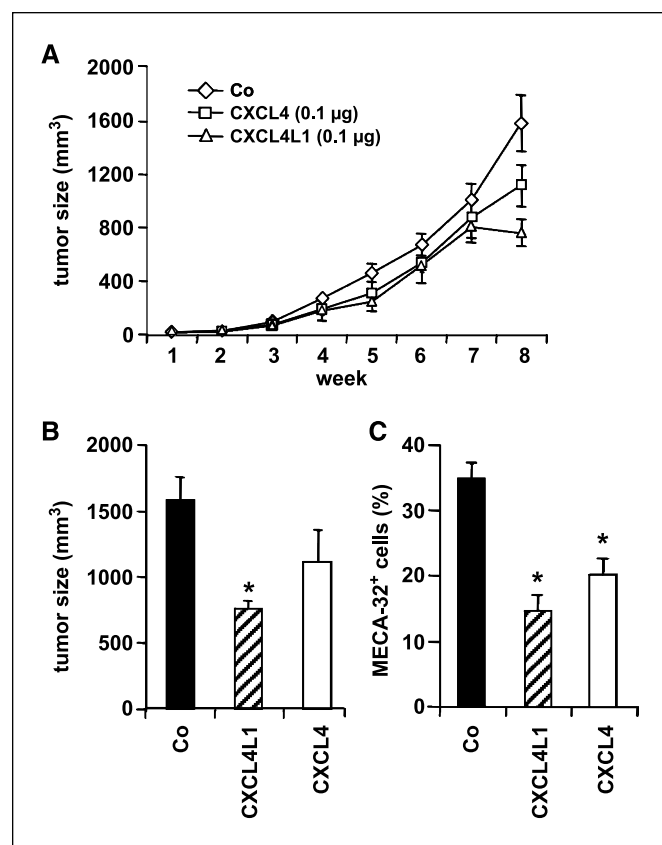 A
2000
1600
1200
800
400
0
tumor size (mm³)
Co
CXCL4 (0.1 µg)
CXCL4L1 (0.1 µg)
1 2 3 4 5 6 7 8
week
B
2000
1500
1000
500
0
tumor size (mm³)
*
Co
CXCL4L1
CXCL4
C
40
30
20
10
0
MECA-32⁺ cells (%)
*
*
Co
CXCL4L1
CXCL4